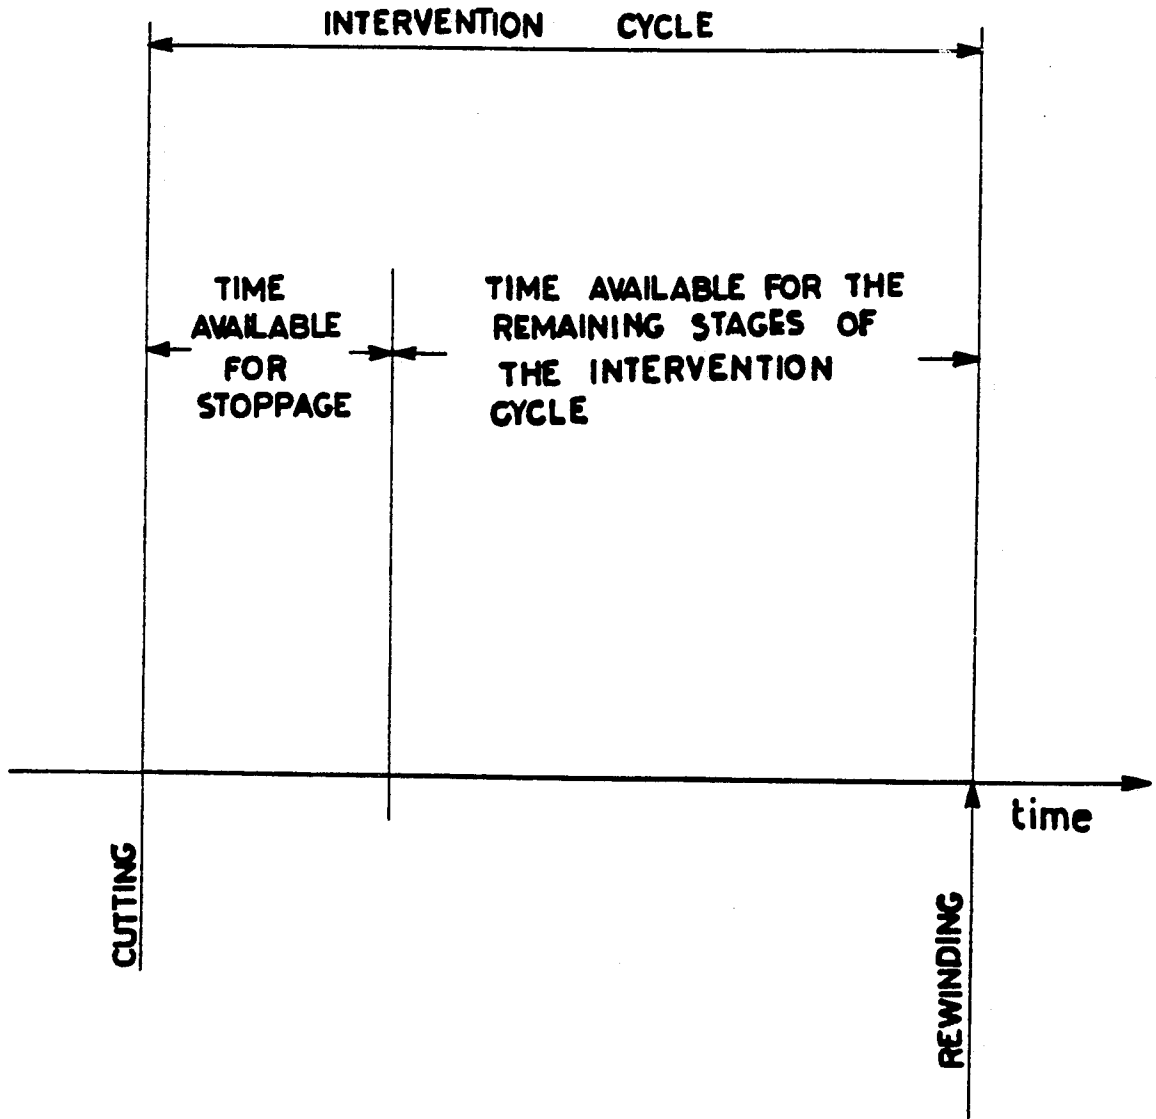 INTERVENTION CYCLE
TIME
AVAILABLE
FOR
STOPPAGE
TIME AVAILABLE FOR THE
REMAINING STAGES OF
THE INTERVENTION
CYCLE
time
CUTTING
REWINDING